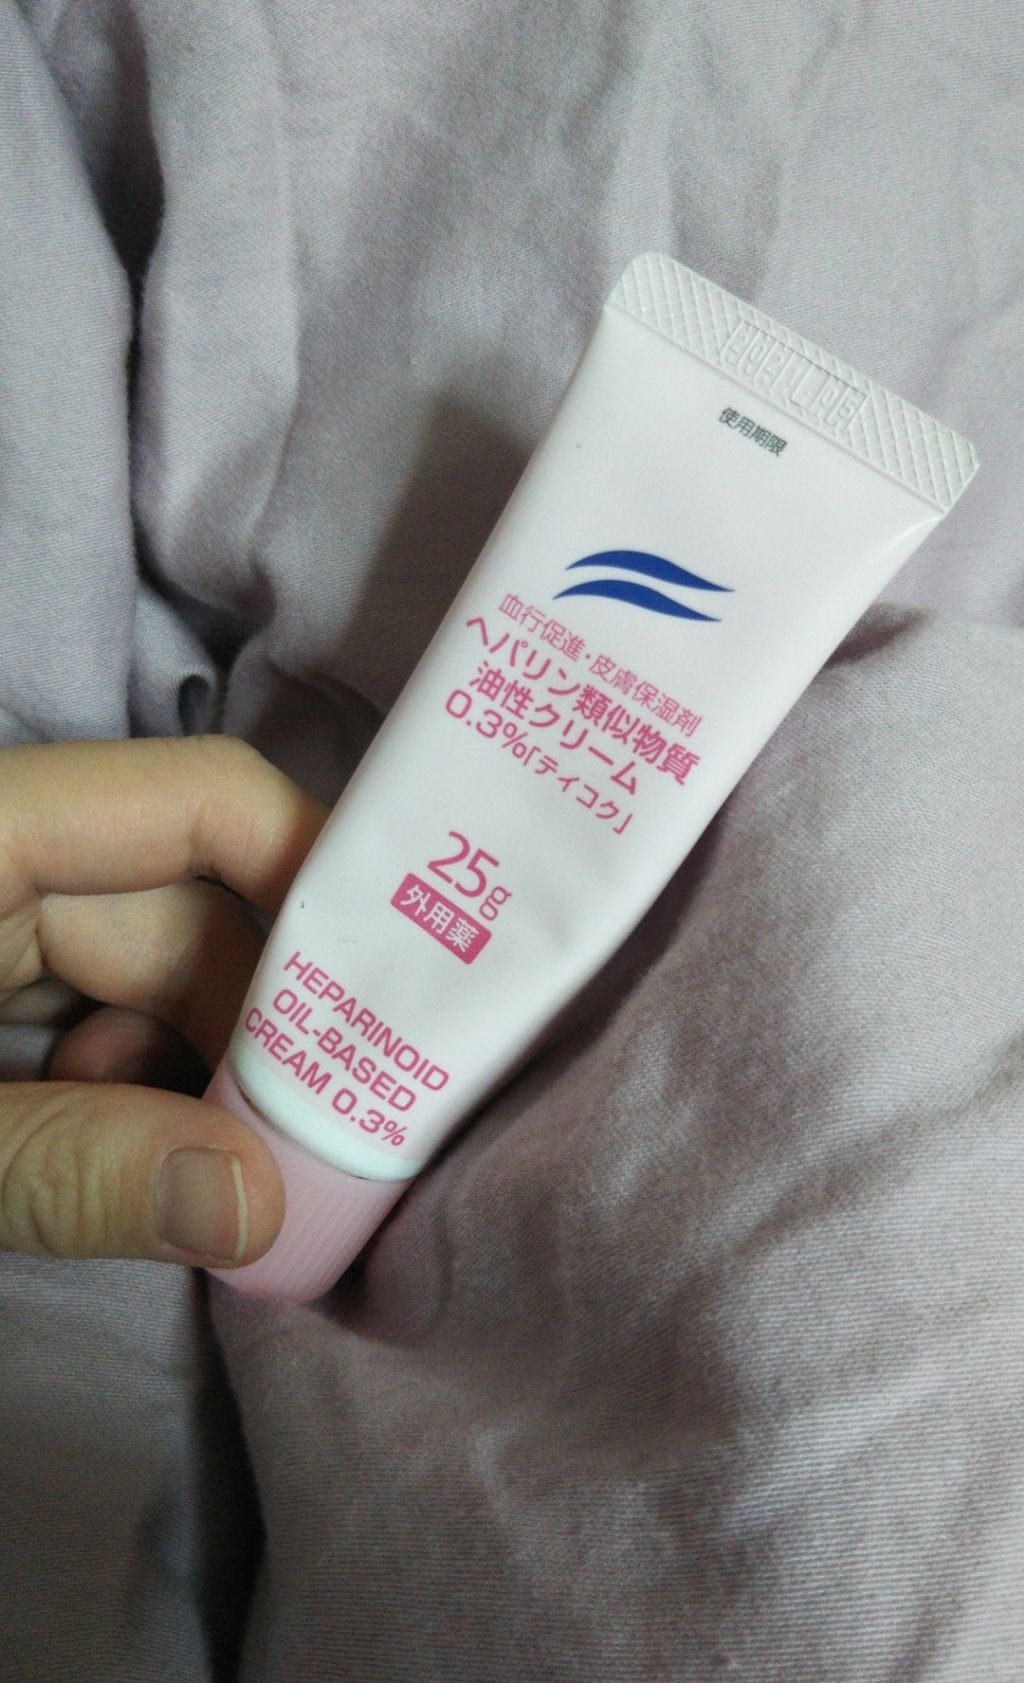 使用期限
血行促進・皮膚保湿剤
ヘパリン類似物質
油性クリーム
0.3%「テイコク」
25g
外用薬
HEPARINOID
OIL-BASED
CREAM 0.3%